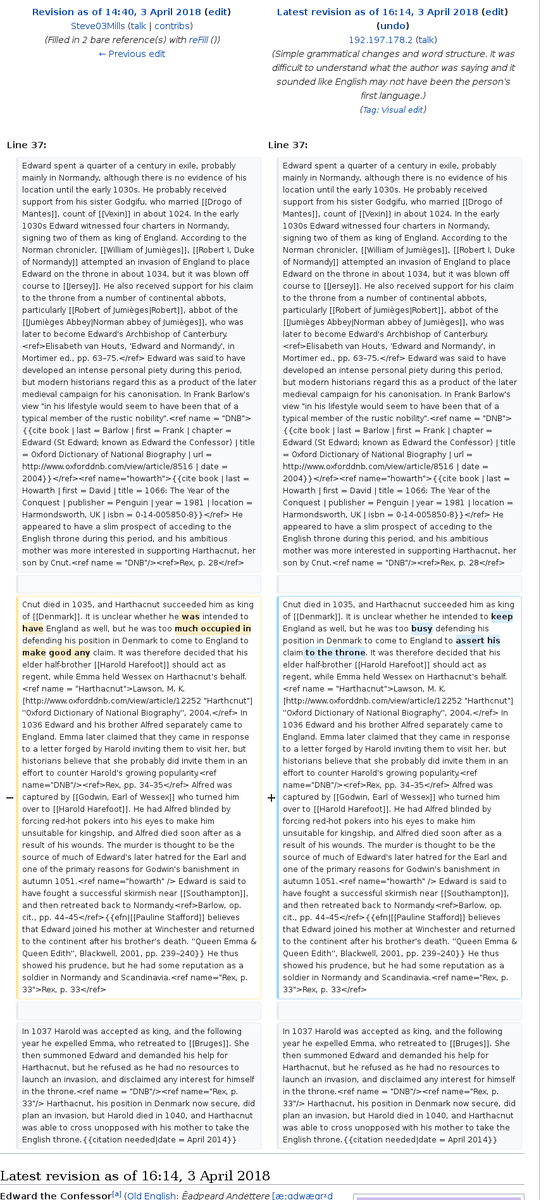 Revision as of 14:40, 3 April 2018 (edit)
Steve03Mills (talk | contribs)
(Filled in 2 bare reference(s) with reFill ())
← Previous edit
Latest revision as of 16:14, 3 April 2018 (edit)
(undo)
192.197.178.2 (talk)
(Simple grammatical changes and word structure. It was
difficult to understand what the author was saying and it
sounded like English may not have been the person's
first language.)
(Tag: Visual edit)
Line 37:
Edward spent a quarter of a century in exile, probably
mainly in Normandy, although there is no evidence of his
location until the early 1030s. He probably received
support from his sister Godgifu, who married [[Drogo of
Mantes]], count of [[Vexin]] in about 1024. In the early
1030s Edward witnessed four charters in Normandy,
signing two of them as king of England. According to the
Norman chronicler, [[William of Jumièges]], [[Robert I, Duke
of Normandy]] attempted an invasion of England to place
Edward on the throne in about 1034, but it was blown off
course to [[Jersey]]. He also received support for his claim
to the throne from a number of continental abbots,
particularly [[Robert of Jumièges|Robert]], abbot of the
[[Jumièges Abbey|Norman abbey of Jumièges]], who was
later to become Edward's Archbishop of Canterbury.
<ref>Elisabeth van Houts, 'Edward and Normandy', in
Mortimer ed., pp. 63–75.</ref> Edward was said to have
developed an intense personal piety during this period,
but modern historians regard this as a product of the later
medieval campaign for his canonisation. In Frank Barlow's
view "in his lifestyle would seem to have been that of a
typical member of the rustic nobility".<ref name = "DNB">
{{cite book | last = Barlow | first = Frank | chapter =
Edward (St Edward; known as Edward the Confessor) | title
= Oxford Dictionary of National Biography | url =
http://www.oxforddnb.com/view/article/8516 | date =
2004}}</ref><ref name="howarth">{{cite book | last =
Howarth | first = David | title = 1066: The Year of the
Conquest | publisher = Penguin | year = 1981 | location =
Harmondsworth, UK | isbn = 0-14-005850-8}}</ref> He
appeared to have a slim prospect of acceding to the
English throne during this period, and his ambitious
mother was more interested in supporting Harthacnut, her
son by Cnut.<ref name = "DNB"/><ref>Rex, p. 28</ref>
−
Cnut died in 1035, and Harthacnut succeeded him as king
of [[Denmark]]. It is unclear whether he was intended to
have England as well, but he was too much occupied in
defending his position in Denmark to come to England to
make good any claim. It was therefore decided that his
elder half-brother [[Harold Harefoot]] should act as
regent, while Emma held Wessex on Harthacnut's behalf.
<ref name = "Harthacnut">Lawson, M. K.
[http://www.oxforddnb.com/view/article/12252 "Harthcnut"]
''Oxford Dictionary of National Biography'', 2004.</ref> In
1036 Edward and his brother Alfred separately came to
England. Emma later claimed that they came in response
to a letter forged by Harold inviting them to visit her, but
historians believe that she probably did invite them in an
effort to counter Harold's growing popularity.<ref
name="DNB"/><ref>Rex, pp. 34–35</ref> Alfred was
captured by [[Godwin, Earl of Wessex]] who turned him
over to [[Harold Harefoot]]. He had Alfred blinded by
forcing red-hot pokers into his eyes to make him
unsuitable for kingship, and Alfred died soon after as a
result of his wounds. The murder is thought to be the
source of much of Edward's later hatred for the Earl and
one of the primary reasons for Godwin's banishment in
autumn 1051.<ref name="howarth" /> Edward is said to
have fought a successful skirmish near [[Southampton]],
and then retreated back to Normandy.<ref>Barlow, op.
cit., pp. 44–45</ref>{{efn|[[Pauline Stafford]] believes
that Edward joined his mother at Winchester and returned
to the continent after his brother's death. ''Queen Emma &
Queen Edith'', Blackwell, 2001, pp. 239–240}} He thus
showed his prudence, but he had some reputation as a
soldier in Normandy and Scandinavia.<ref name="Rex, p.
33">Rex, p. 33</ref>
In 1037 Harold was accepted as king, and the following
year he expelled Emma, who retreated to [[Bruges]]. She
then summoned Edward and demanded his help for
Harthacnut, but he refused as he had no resources to
launch an invasion, and disclaimed any interest for himself
in the throne.<ref name = "DNB"/><ref name="Rex, p.
33"/> Harthacnut, his position in Denmark now secure, did
plan an invasion, but Harold died in 1040, and Harthacnut
was able to cross unopposed with his mother to take the
English throne.{{citation needed|date = April 2014}}
Line 37:
Edward spent a quarter of a century in exile, probably
mainly in Normandy, although there is no evidence of his
location until the early 1030s. He probably received
support from his sister Godgifu, who married [[Drogo of
Mantes]], count of [[Vexin]] in about 1024. In the early
1030s Edward witnessed four charters in Normandy,
signing two of them as king of England. According to the
Norman chronicler, [[William of Jumièges]], [[Robert I, Duke
of Normandy]] attempted an invasion of England to place
Edward on the throne in about 1034, but it was blown off
course to [[Jersey]]. He also received support for his claim
to the throne from a number of continental abbots,
particularly [[Robert of Jumièges|Robert]], abbot of the
[[Jumièges Abbey|Norman abbey of Jumièges]], who was
later to become Edward's Archbishop of Canterbury.
<ref>Elisabeth van Houts, 'Edward and Normandy', in
Mortimer ed., pp. 63–75.</ref> Edward was said to have
developed an intense personal piety during this period,
but modern historians regard this as a product of the later
medieval campaign for his canonisation. In Frank Barlow's
view "in his lifestyle would seem to have been that of a
typical member of the rustic nobility".<ref name = "DNB">
{{cite book | last = Barlow | first = Frank | chapter =
Edward (St Edward; known as Edward the Confessor) | title
= Oxford Dictionary of National Biography | url =
http://www.oxforddnb.com/view/article/8516 | date =
2004}}</ref><ref name="howarth">{{cite book | last =
Howarth | first = David | title = 1066: The Year of the
Conquest | publisher = Penguin | year = 1981 | location =
Harmondsworth, UK | isbn = 0-14-005850-8}}</ref> He
appeared to have a slim prospect of acceding to the
English throne during this period, and his ambitious
mother was more interested in supporting Harthacnut, her
son by Cnut.<ref name = "DNB"/><ref>Rex, p. 28</ref>
+
Cnut died in 1035, and Harthacnut succeeded him as king
of [[Denmark]]. It is unclear whether he intended to keep
England as well, but he was too busy defending his
position in Denmark to come to England to assert his
claim to the throne. It was therefore decided that his
elder half-brother [[Harold Harefoot]] should act as
regent, while Emma held Wessex on Harthacnut's behalf.
<ref name = "Harthacnut">Lawson, M. K.
[http://www.oxforddnb.com/view/article/12252 "Harthcnut"]
''Oxford Dictionary of National Biography'', 2004.</ref> In
1036 Edward and his brother Alfred separately came to
England. Emma later claimed that they came in response
to a letter forged by Harold inviting them to visit her, but
historians believe that she probably did invite them in an
effort to counter Harold's growing popularity.<ref
name="DNB"/><ref>Rex, pp. 34–35</ref> Alfred was
captured by [[Godwin, Earl of Wessex]] who turned him
over to [[Harold Harefoot]]. He had Alfred blinded by
forcing red-hot pokers into his eyes to make him
unsuitable for kingship, and Alfred died soon after as a
result of his wounds. The murder is thought to be the
source of much of Edward's later hatred for the Earl and
one of the primary reasons for Godwin's banishment in
autumn 1051.<ref name="howarth" /> Edward is said to
have fought a successful skirmish near [[Southampton]],
and then retreated back to Normandy.<ref>Barlow, op.
cit., pp. 44–45</ref>{{efn|[[Pauline Stafford]] believes
that Edward joined his mother at Winchester and returned
to the continent after his brother's death. ''Queen Emma &
Queen Edith'', Blackwell, 2001, pp. 239–240}} He thus
showed his prudence, but he had some reputation as a
soldier in Normandy and Scandinavia.<ref name="Rex, p.
33">Rex, p. 33</ref>
In 1037 Harold was accepted as king, and the following
year he expelled Emma, who retreated to [[Bruges]]. She
then summoned Edward and demanded his help for
Harthacnut, but he refused as he had no resources to
launch an invasion, and disclaimed any interest for himself
in the throne.<ref name = "DNB"/><ref name="Rex, p.
33"/> Harthacnut, his position in Denmark now secure, did
plan an invasion, but Harold died in 1040, and Harthacnut
was able to cross unopposed with his mother to take the
English throne.{{citation needed|date = April 2014}}
Latest revision as of 16:14, 3 April 2018
Edward the Confessor[a] (Old English: Ēadƿeard Andettere